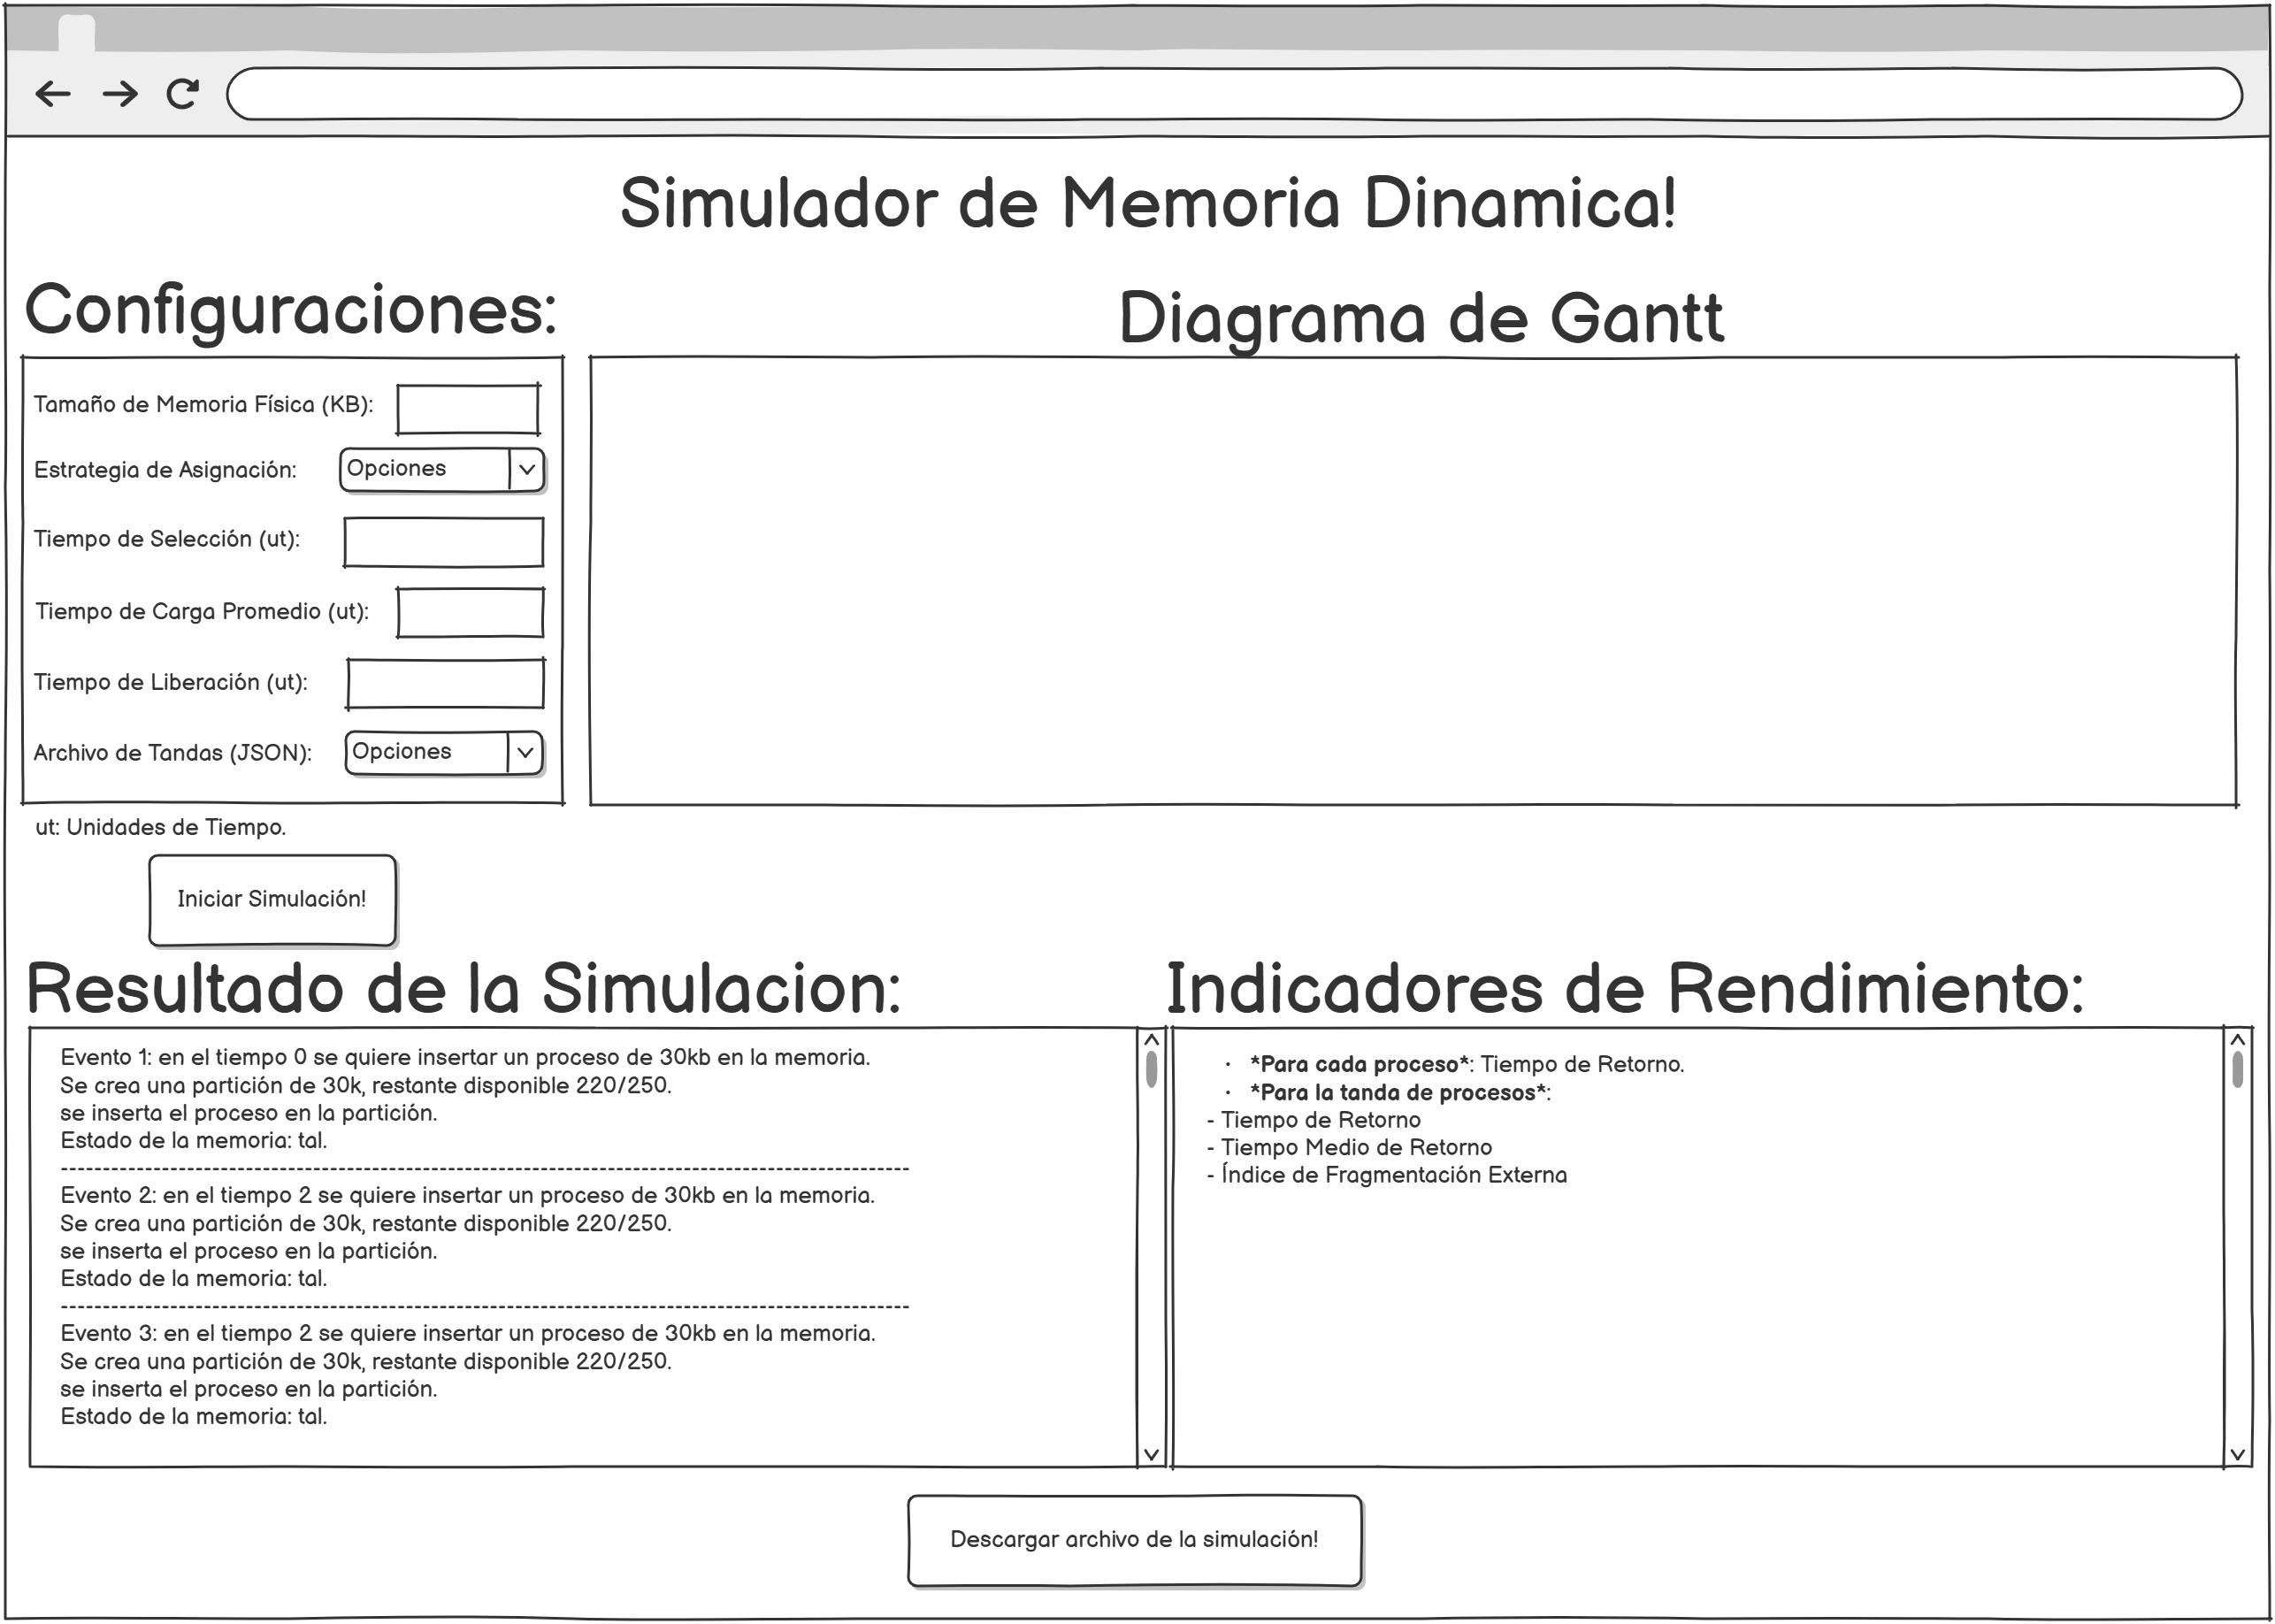 Simulador de Memoria Dinamica!
Configuraciones:
Diagrama de Gantt
Tamaño de Memoria Física (KB):
Estrategia de Asignación: Opciones
Tiempo de Selección (ut):
Tiempo de Carga Promedio (ut):
Tiempo de Liberación (ut):
Archivo de Tandas (JSON): Opciones
ut: Unidades de Tiempo.
Iniciar Simulación!
Resultado de la Simulacion:
Evento 1: en el tiempo 0 se quiere insertar un proceso de 30kb en la memoria.
Se crea una partición de 30k, restante disponible 220/250.
se inserta el proceso en la partición.
Estado de la memoria: tal.
-----------------------------------------------------------------------------------------------------
Evento 2: en el tiempo 2 se quiere insertar un proceso de 30kb en la memoria.
Se crea una partición de 30k, restante disponible 220/250.
se inserta el proceso en la partición.
Estado de la memoria: tal.
-----------------------------------------------------------------------------------------------------
Evento 3: en el tiempo 2 se quiere insertar un proceso de 30kb en la memoria.
Se crea una partición de 30k, restante disponible 220/250.
se inserta el proceso en la partición.
Estado de la memoria: tal.
Indicadores de Rendimiento:
· *Para cada proceso*: Tiempo de Retorno.
· *Para la tanda de procesos*:
- Tiempo de Retorno
- Tiempo Medio de Retorno
- Índice de Fragmentación Externa
Descargar archivo de la simulación!